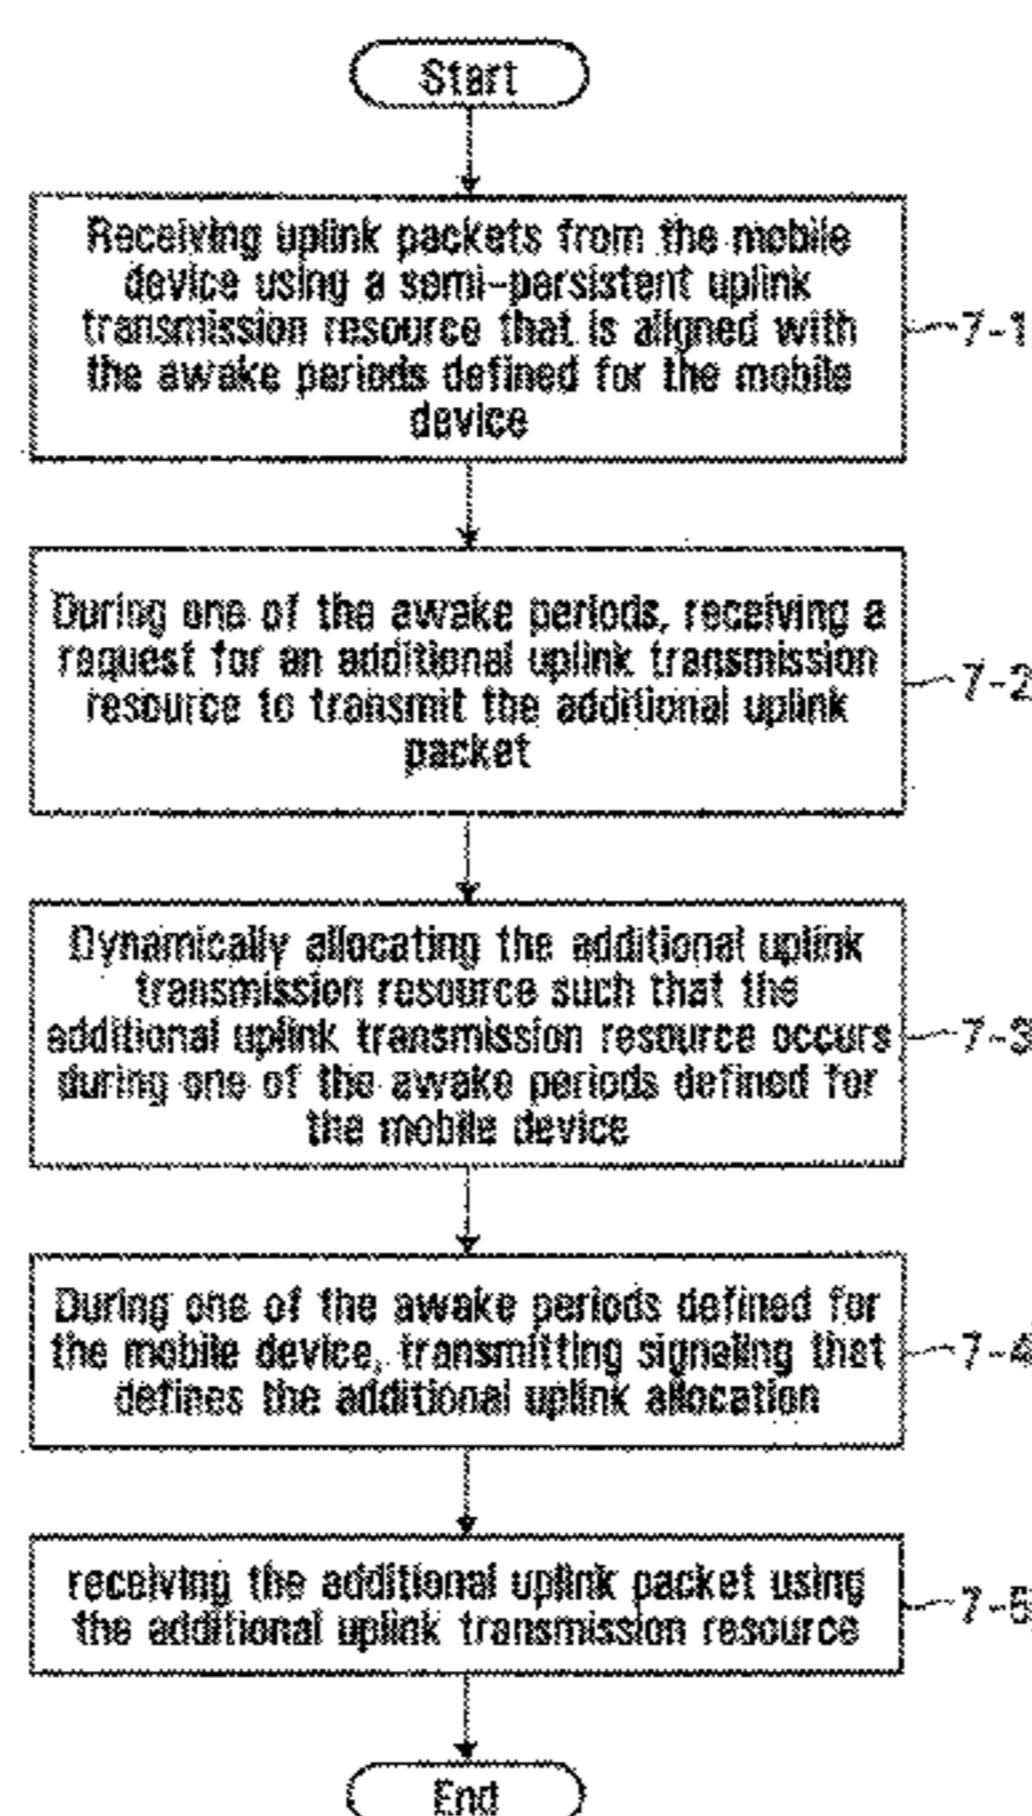 Start
Receiving uplink packets from the mobile
device using a semi-persistent uplink
transmission resource that is aligned with
the awake periods defined for the mobile
device
7-1
During one of the awake periods, receiving a
request for an additional uplink transmission
resource to transmit the additional uplink
packet
7-2
Dynamically allocating the additional uplink
transmission resource such that the
additional uplink transmission resource occurs
during one of the awake periods defined for
the mobile device
7-3
During one of the awake periods defined for
the mobile device, transmitting signaling that
defines the additional uplink allocation
7-4
receiving the additional uplink packet using
the additional uplink transmission resource
7-5
End